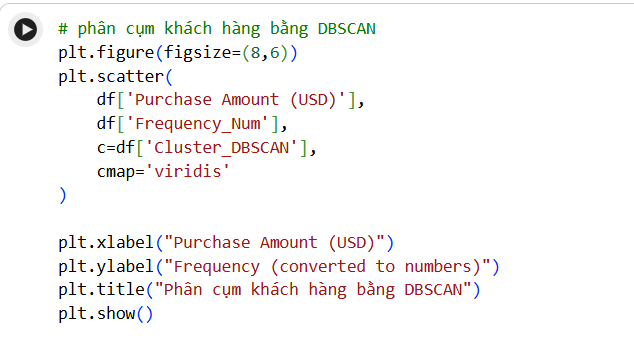 # phân cụm khách hàng bằng DBSCAN
plt.figure(figsize=(8,6))
plt.scatter(
    df['Purchase Amount (USD)'],
    df['Frequency_Num'],
    c=df['Cluster_DBSCAN'],
    cmap='viridis'
)

plt.xlabel("Purchase Amount (USD)")
plt.ylabel("Frequency (converted to numbers)")
plt.title("Phân cụm khách hàng bằng DBSCAN")
plt.show()